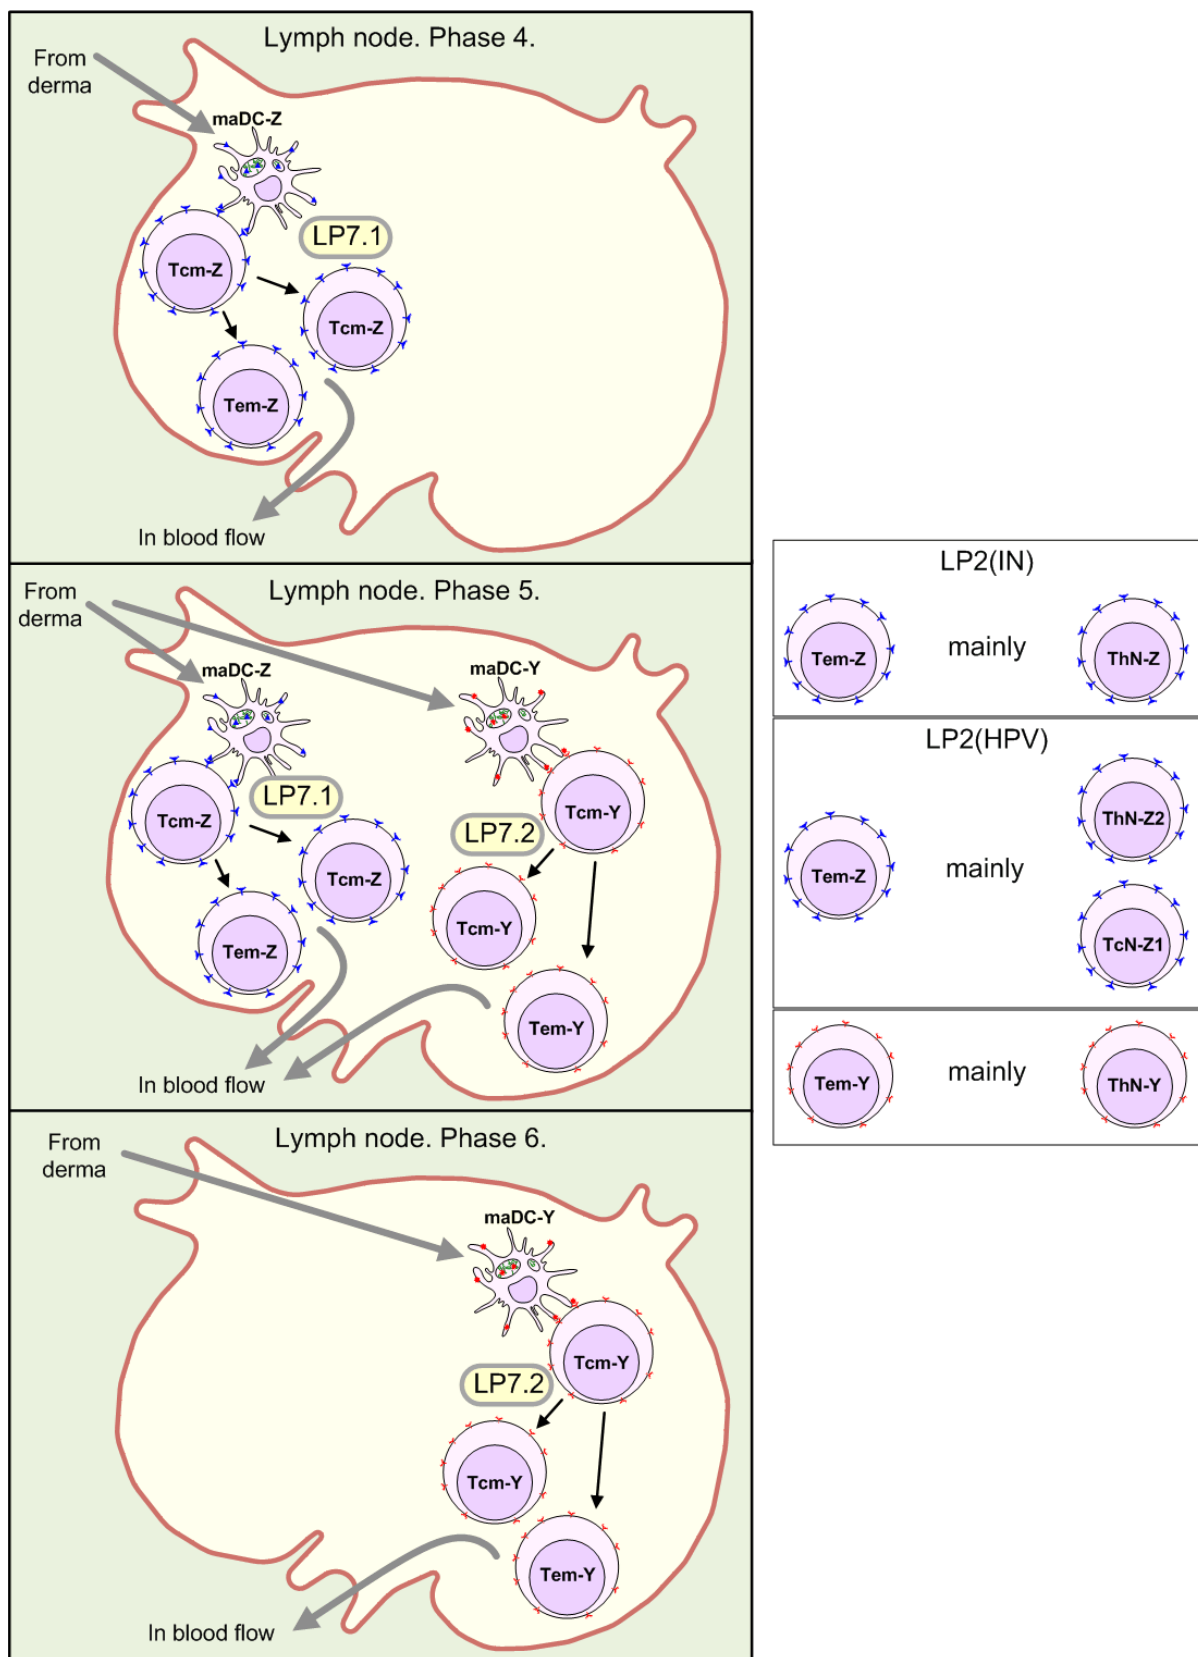 Lymph node. Phase 4.
From
derma
maDC-Z
LP7.1
Tcm-Z
Tcm-Z
Tem-Z
In blood flow
Lymph node. Phase 5.
From
derma
maDC-Z
maDC-Y
Tcm-Z
LP7.1
Tcm-Y
LP7.2
Tcm-Z
Tcm-Y
Tem-Z
Tem-Y
In blood flow
Lymph node. Phase 6.
From
derma
maDC-Y
Tcm-Y
LP7.2
Tcm-Y
Tem-Y
In blood flow
LP2(IN)
Tem-Z mainly ThN-Z
LP2(HPV)
ThN-Z2
Tem-Z mainly
TcN-Z1
Tem-Y mainly ThN-Y